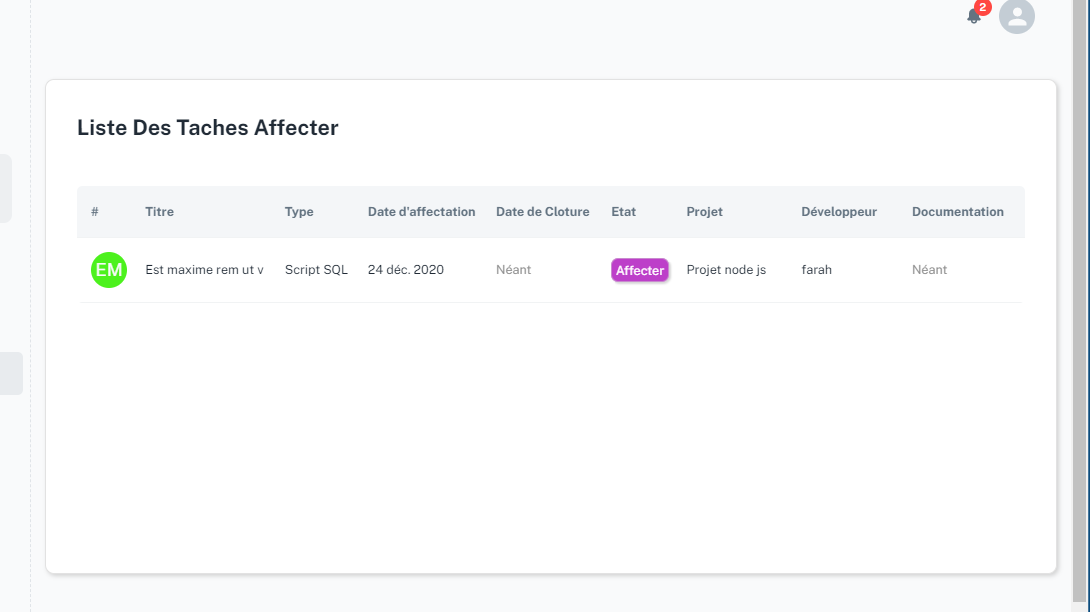 2
Liste Des Taches Affecter
# Titre Type Date d'affectation Date de Cloture Etat Projet Développeur Documentation
EM Est maxime rem ut v Script SQL 24 déc. 2020 Néant Affecter Projet node js farah Néant